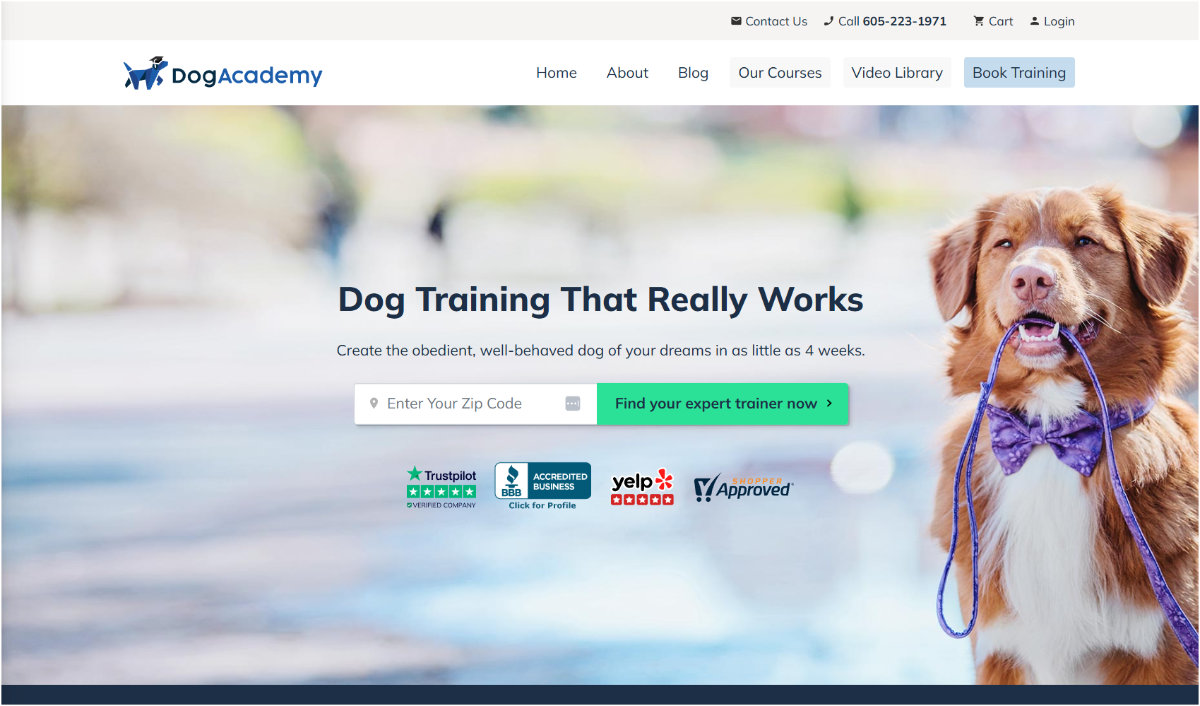 Contact Us Call 605-223-1971 Cart Login
DogAcademy Home About Blog Our Courses Video Library Book Training
Dog Training That Really Works
Create the obedient, well-behaved dog of your dreams in as little as 4 weeks.
Enter Your Zip Code Find your expert trainer now
Trustpilot
VERIFIED COMPANY
BBB
ACCREDITED
BUSINESS
Click for Profile
yelp
SHOPPER
Approved